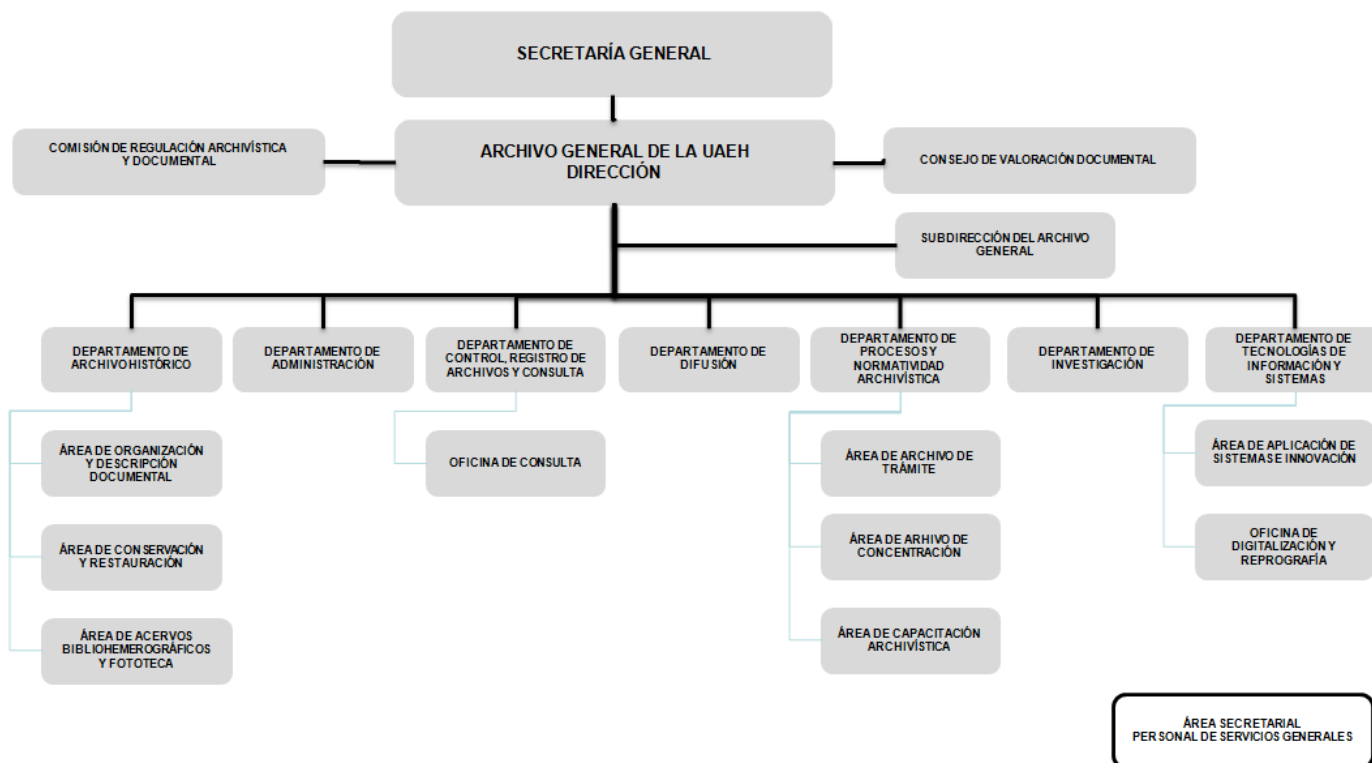 SECRETARÍA GENERAL
COMISIÓN DE REGULACIÓN ARCHIVÍSTICA
Y DOCUMENTAL
ARCHIVO GENERAL DE LA UAEH
DIRECCIÓN
CONSEJO DE VALORACIÓN DOCUMENTAL
SUBDIRECCIÓN DEL ARCHIVO
GENERAL
DEPARTAMENTO DE
ARCHIVO HISTÓRICO
DEPARTAMENTO DE
ADMINISTRACIÓN
DEPARTAMENTO DE
CONTROL, REGISTRO DE
ARCHIVOS Y CONSULTA
DEPARTAMENTO DE
DIFUSIÓN
DEPARTAMENTO DE
PROCESOS Y
NORMATIVIDAD
ARCHIVÍSTICA
DEPARTAMENTO DE
INVESTIGACIÓN
DEPARTAMENTO DE
TECNOLOGÍAS DE
INFORMACIÓN Y
SISTEMAS
ÁREA DE ORGANIZACIÓN
Y DESCRIPCIÓN
DOCUMENTAL
OFICINA DE CONSULTA
ÁREA DE ARCHIVO DE
TRÁMITE
ÁREA DE APLICACIÓN DE
SISTEMAS E INNOVACIÓN
ÁREA DE CONSERVACIÓN
Y RESTAURACIÓN
ÁREA DE ARHIVO DE
CONCENTRACIÓN
OFICINA DE
DIGITALIZACIÓN Y
REPROGRAFÍA
ÁREA DE ACERVOS
BIBLIOHEMEROGRÁFICOS
Y FOTOTECA
ÁREA DE CAPACITACIÓN
ARCHIVÍSTICA
ÁREA SECRETARIAL
PERSONAL DE SERVICIOS GENERALES